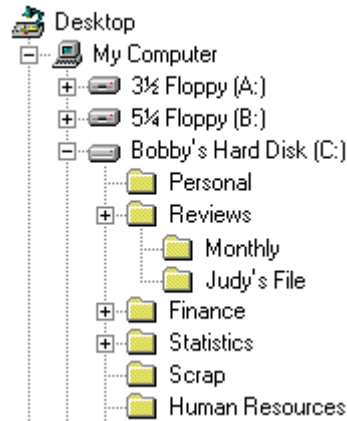 Desktop
My Computer
3½ Floppy (A:)
5¼ Floppy (B:)
Bobby's Hard Disk (C:)
Personal
Reviews
Monthly
Judy's File
Finance
Statistics
Scrap
Human Resources